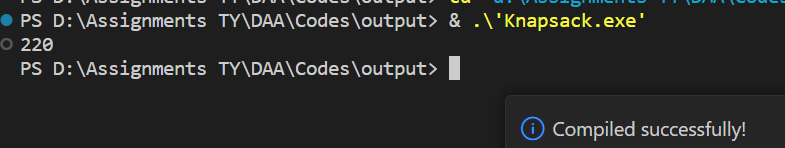 PS D:\Assignments TY\DAA\Codes\output> & .\'Knapsack.exe'
220
PS D:\Assignments TY\DAA\Codes\output>
Compiled successfully!